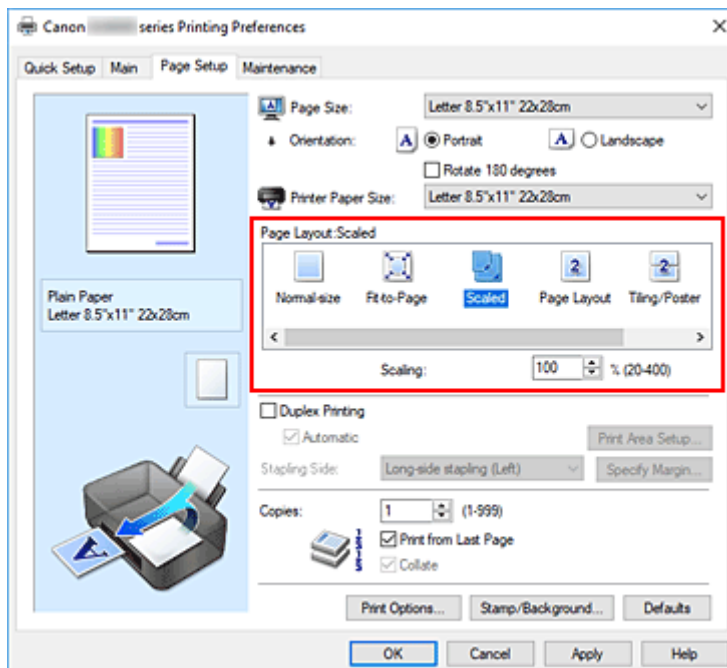 Canon series Printing Preferences
Quick Setup Main Page Setup Maintenance
Page Size: Letter 8.5"x11" 22x28cm
Orientation: A Portrait A Landscape
Rotate 180 degrees
Printer Paper Size: Letter 8.5"x11" 22x28cm
Page Layout:Scaled
2 2
Normal-size Fit-to-Page Scaled Page Layout Tiling/Poster
Plain Paper
Letter 8.5"x11" 22x28cm
Scaling: 100 % (20-400)
Duplex Printing
Automatic Print Area Setup...
Stapling Side: Long-side stapling (Left) Specify Margin...
Copies: 1 (1-999)
Print from Last Page
Collate
A
Print Options... Stamp/Background... Defaults
OK Cancel Apply Help